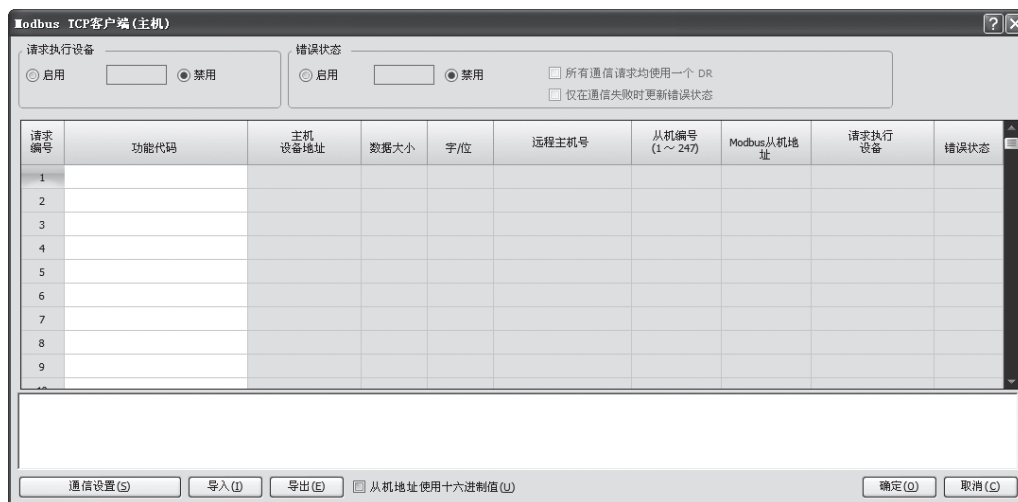 Modbus TCP客户端(主机)
请求执行设备
错误状态
启用 禁用
启用 禁用
所有通信请求均使用一个 DR
仅在通信失败时更新错误状态
请求
编号
功能代码
主机
设备地址
数据大小
字/位
远程主机号
从机编号
(1～247)
Modbus从机地
址
请求执行
设备
错误状态
1
2
3
4
5
6
7
8
9
通信设置(S)
导入(I)
导出(E)
从机地址使用十六进制值(U)
确定(O)
取消(C)